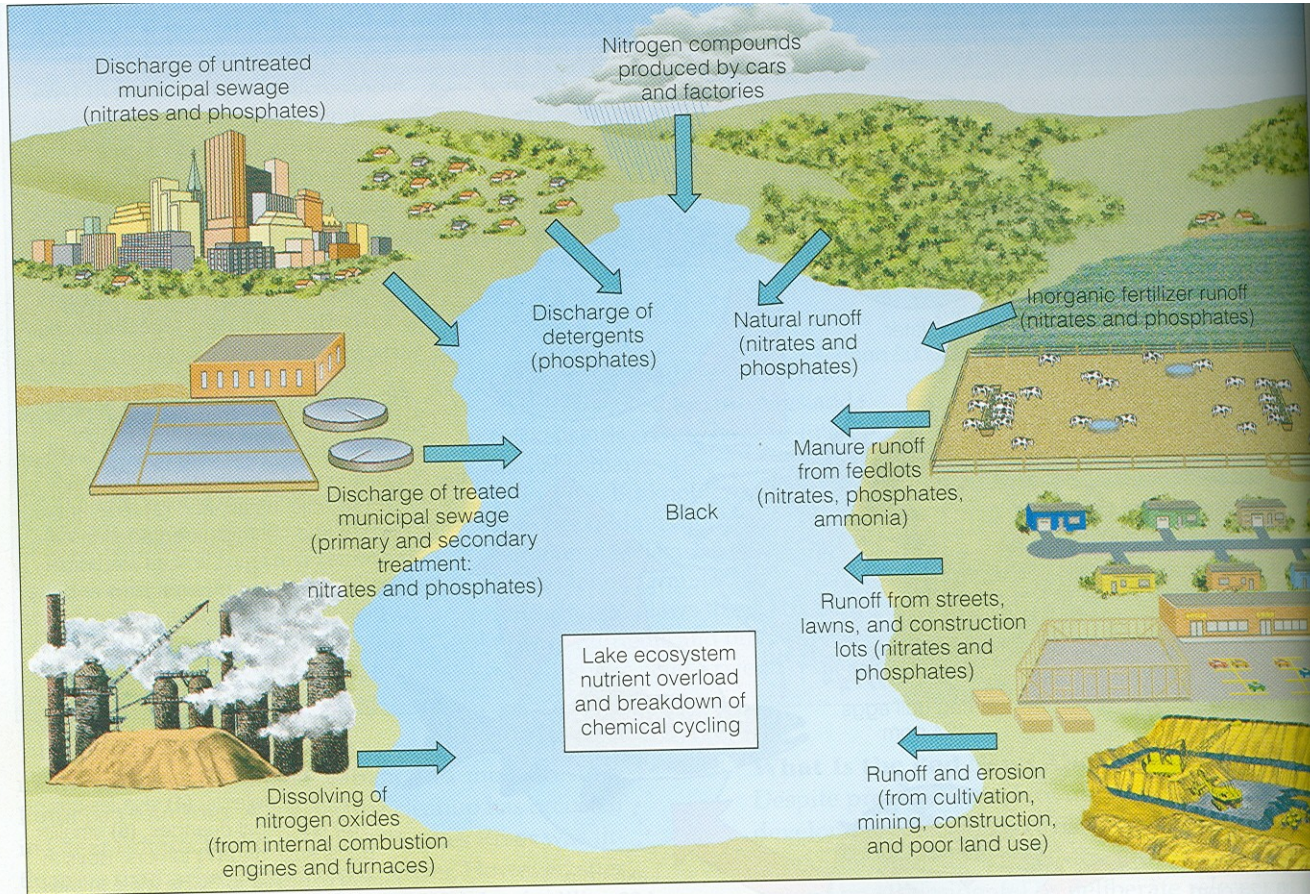 Discharge of untreated
municipal sewage
(nitrates and phosphates)
Nitrogen compounds
produced by cars
and factories
Discharge of
detergents
(phosphates)
Natural runoff
(nitrates and
phosphates)
Inorganic fertilizer runoff
(nitrates and phosphates)
Manure runoff
from feedlots
(nitrates, phosphates,
ammonia)
Discharge of treated
municipal sewage
(primary and secondary
treatment:
nitrates and phosphates)
Black
Runoff from streets,
lawns, and construction
lots (nitrates and
phosphates)
Lake ecosystem
nutrient overload
and breakdown of
chemical cycling
Dissolving of
nitrogen oxides
(from internal combustion
engines and furnaces)
Runoff and erosion
(from cultivation,
mining, construction,
and poor land use)